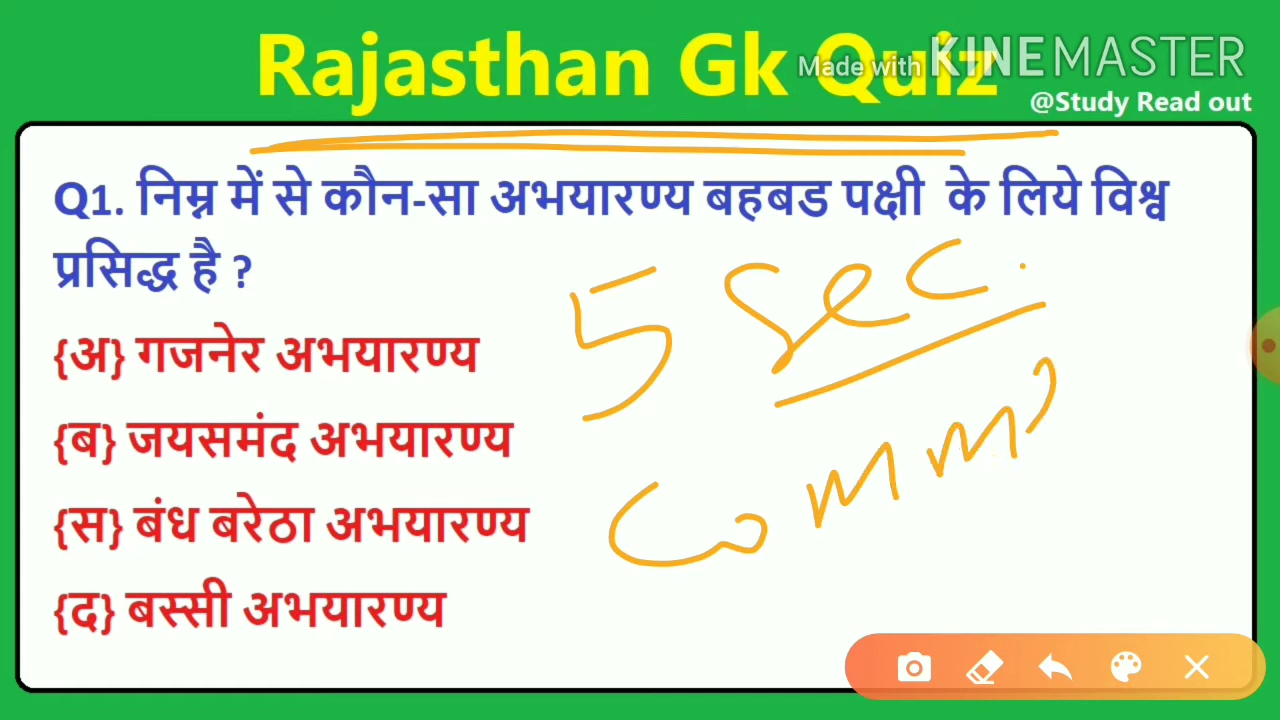 Rajasthan Gk Quiz
Made with KINEMASTER
@Study Read out
Q1. निम्न में से कौन-सा अभयारण्य बहबड पक्षी के लिये विश्व
प्रसिद्ध है ?
5 Sec.
{अ} गजनेर अभयारण्य
{ब} जयसमंद अभयारण्य
{स} बंध बरेठा अभयारण्य
{द} बस्सी अभयारण्य